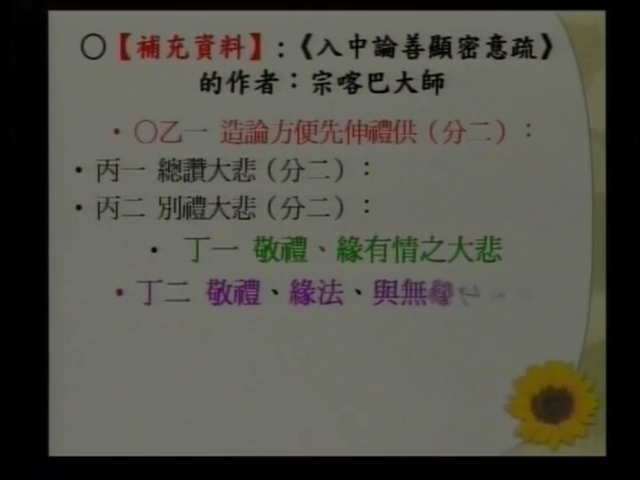 〇【補充資料】:《入中論善顯密意疏》
的作者：宗喀巴大師
• 〇乙一 造論方便先伸禮供（分二）：
• 丙一 總讚大悲（分二）：
• 丙二 別禮大悲（分二）：
• 丁一 敬禮、緣有情之大悲
• 丁二 敬禮、緣法、與無